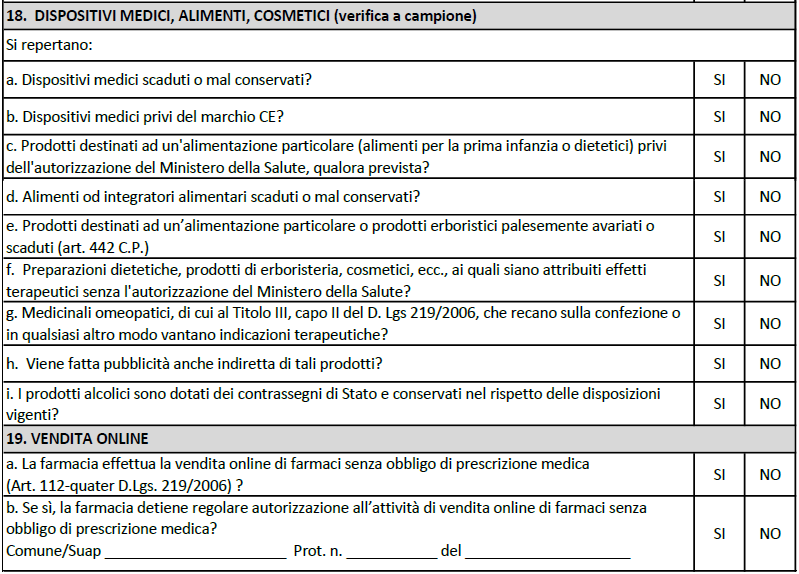 18. DISPOSITIVI MEDICI, ALIMENTI, COSMETICI (verifica a campione)
Si repertano:
a. Dispositivi medici scaduti o mal conservati? SI NO
b. Dispositivi medici privi del marchio CE? SI NO
c. Prodotti destinati ad un'alimentazione particolare (alimenti per la prima infanzia o dietetici) privi
dell'autorizzazione del Ministero della Salute, qualora prevista? SI NO
d. Alimenti od integratori alimentari scaduti o mal conservati? SI NO
e. Prodotti destinati ad un’alimentazione particolare o prodotti erboristici palesemente avariati o
scaduti (art. 442 C.P.) SI NO
f. Preparazioni dietetiche, prodotti di erboristeria, cosmetici, ecc., ai quali siano attribuiti effetti
terapeutici senza l'autorizzazione del Ministero della Salute? SI NO
g. Medicinali omeopatici, di cui al Titolo III, capo II del D. Lgs 219/2006, che recano sulla confezione o
in qualsiasi altro modo vantano indicazioni terapeutiche? SI NO
h. Viene fatta pubblicità anche indiretta di tali prodotti? SI NO
i. I prodotti alcolici sono dotati dei contrassegni di Stato e conservati nel rispetto delle disposizioni
vigenti? SI NO
19. VENDITA ONLINE
a. La farmacia effettua la vendita online di farmaci senza obbligo di prescrizione medica
(Art. 112-quater D.Lgs. 219/2006) ? SI NO
b. Se sì, la farmacia detiene regolare autorizzazione all’attività di vendita online di farmaci senza
obbligo di prescrizione medica? SI NO
Comune/Suap ______________________ Prot. n. ___________ del ____________________